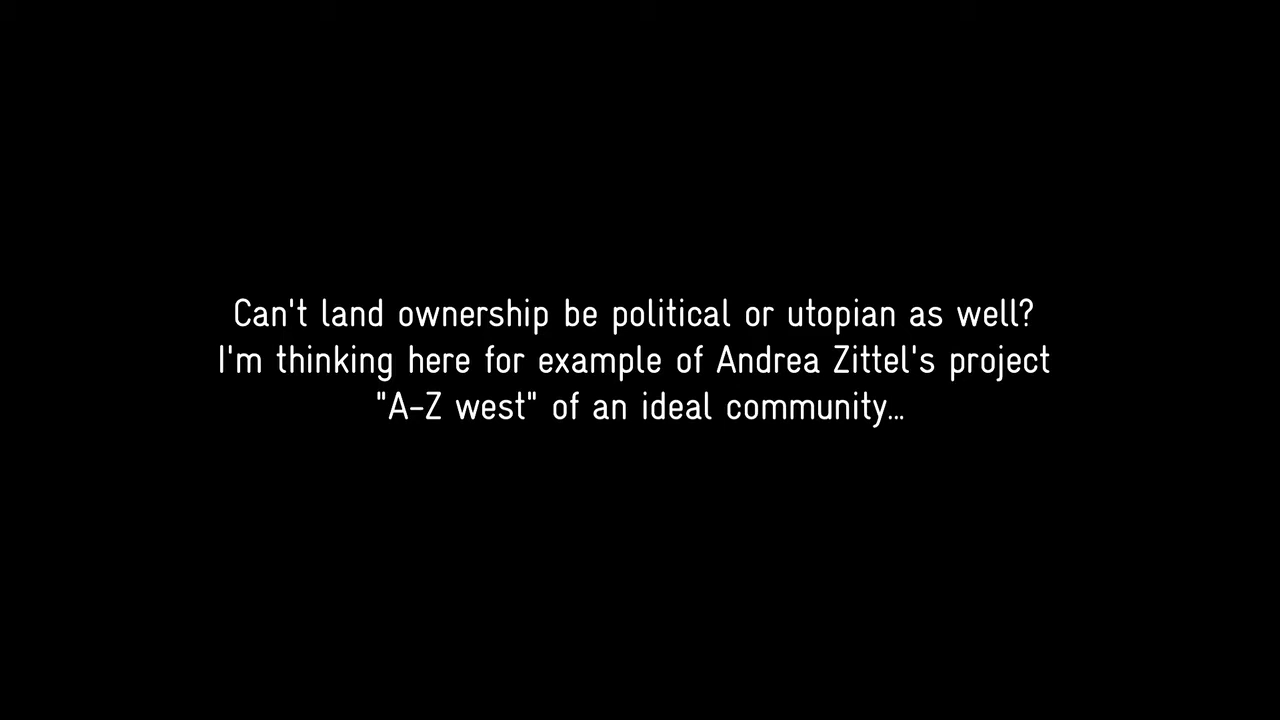 Can't land ownership be political or utopian as well?
I'm thinking here for example of Andrea Zittel's project
"A-Z west" of an ideal community...